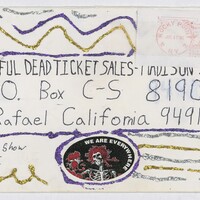 FUL DEAD TICKET SALES - MADISON
O. Box C-S 8190
Rafael California 9491
Show
WE ARE EVERYWHERE